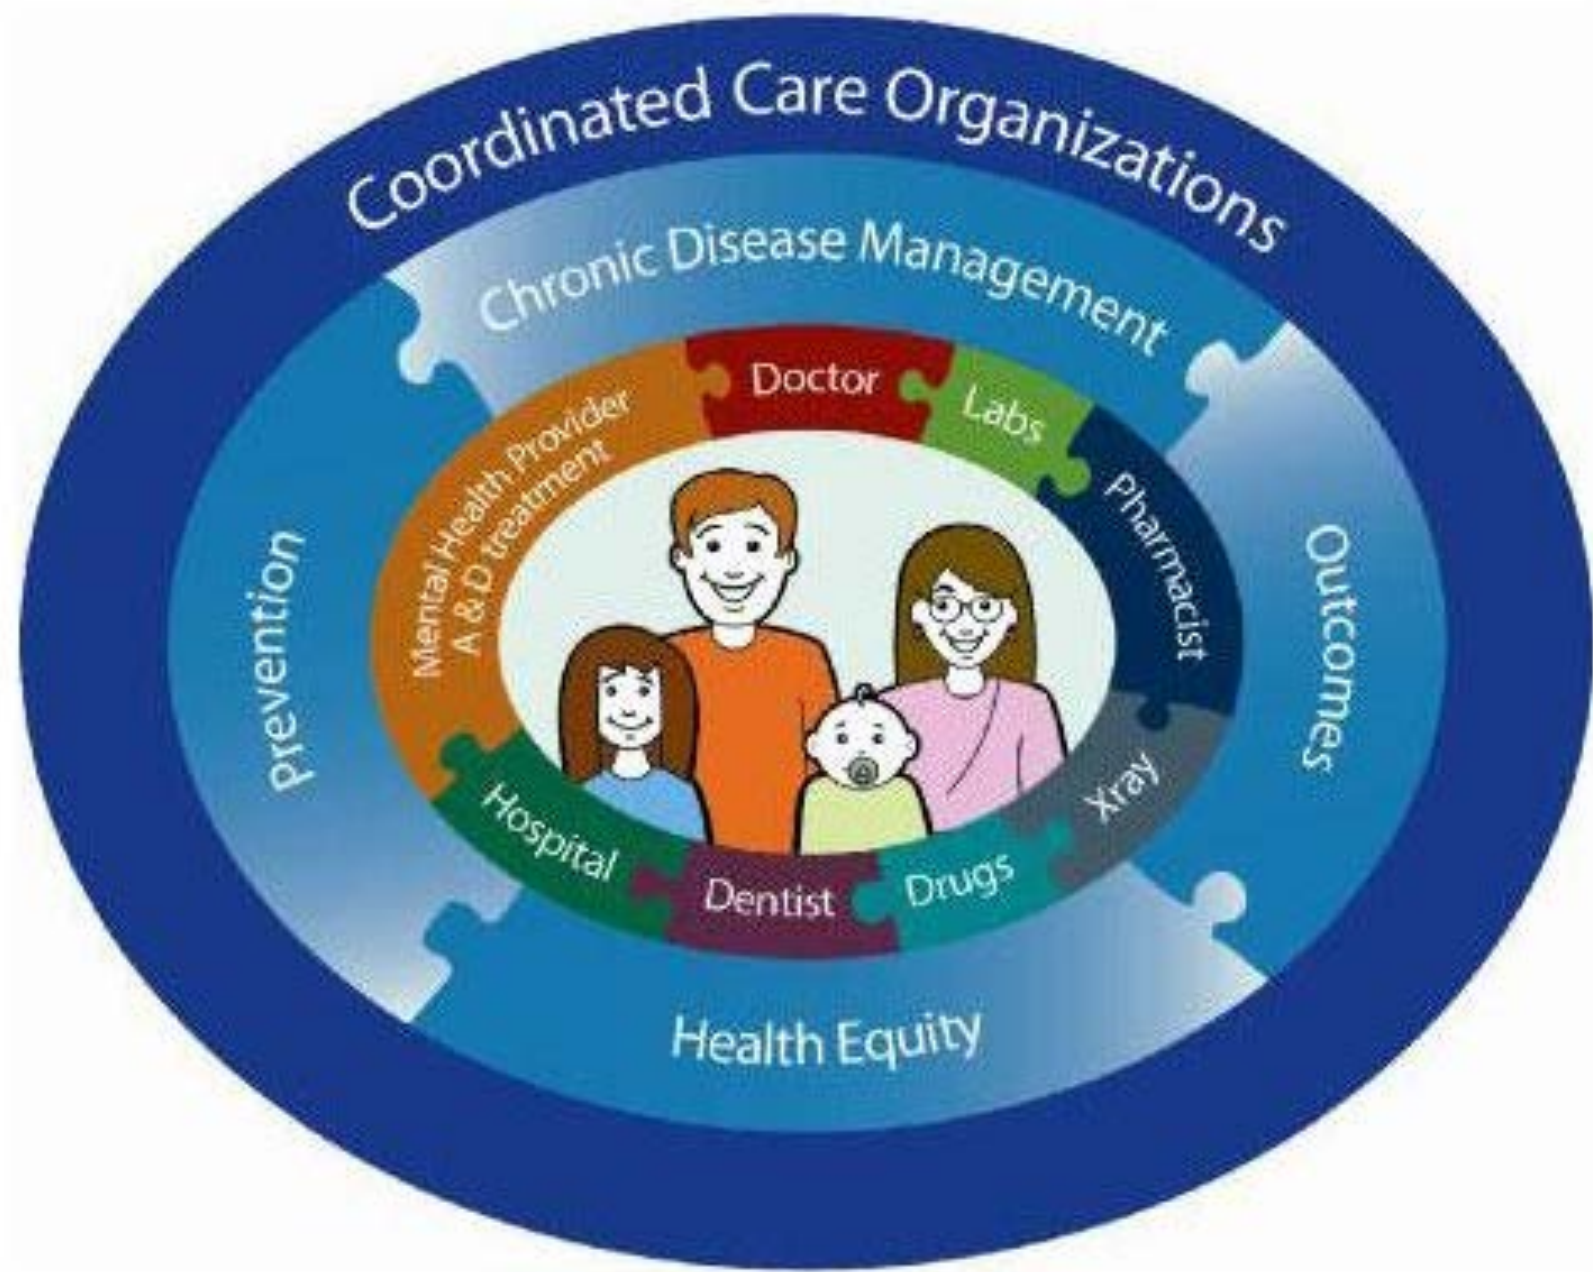 Coordinated Care Organizations
Chronic Disease Management
Outcomes
Health Equity
Prevention
Doctor
Labs
Pharmacist
Xray
Drugs
Dentist
Hospital
Mental Health Provider
A & D treatment